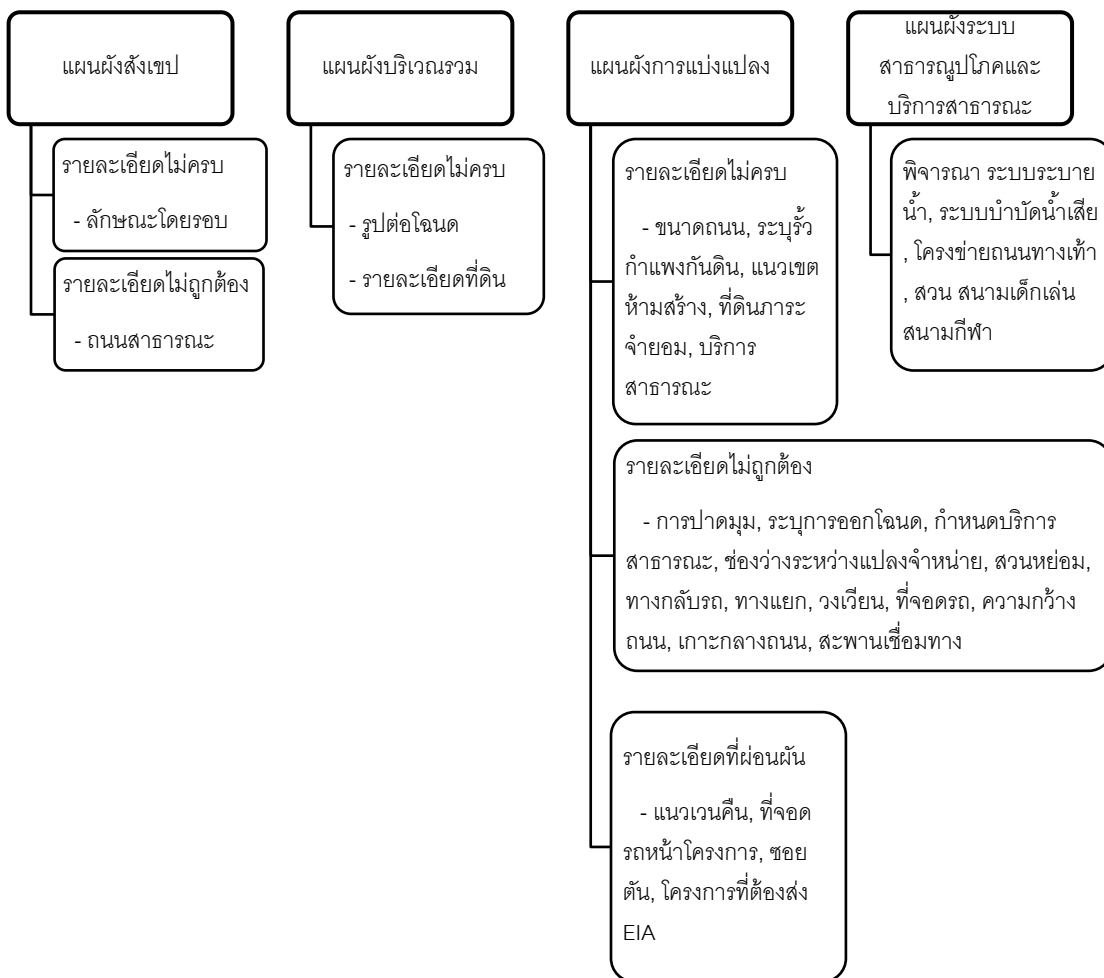 แผนผังสังเขป
รายละเอียดไม่ครบ
- ลักษณะโดยรอบ
รายละเอียดไม่ถูกต้อง
- ถนนสาธารณะ
แผนผังบริเวณรวม
รายละเอียดไม่ครบ
- รูปต่อโฉนด
- รายละเอียดที่ดิน
แผนผังการแบ่งแปลง
รายละเอียดไม่ครบ
- ขนาดถนน, ระบุรั้ว
กำแพงกันดิน, แนวเขต
ห้ามสร้าง, ที่ดินภาระ
จำยอม, บริการ
สาธารณะ
รายละเอียดไม่ถูกต้อง
- การปาดมุม, ระบุการออกโฉนด, กำหนดบริการ
สาธารณะ, ช่องว่างระหว่างแปลงจำหน่าย, สวนหย่อม,
ทางกลับรถ, ทางแยก, วงเวียน, ที่จอดรถ, ความกว้าง
ถนน, เกาะกลางถนน, สะพานเชื่อมทาง
รายละเอียดที่ผ่อนผัน
- แนวเวนคืน, ที่จอด
รถหน้าโครงการ, ซอย
ตัน, โครงการที่ต้องส่ง
EIA
แผนผังระบบ
สาธารณูปโภคและ
บริการสาธารณะ
พิจารณา ระบบระบาย
น้ำ, ระบบบำบัดน้ำเสีย
, โครงข่ายถนนทางเท้า
, สวน สนามเด็กเล่น
สนามกีฬา